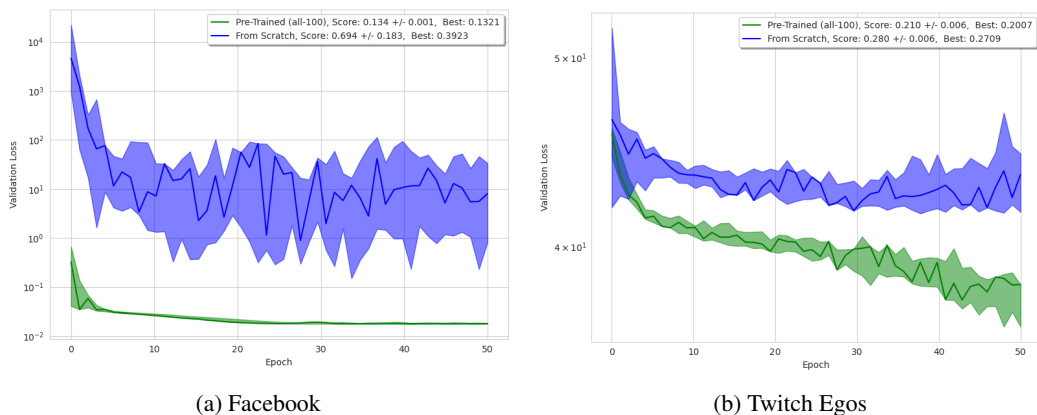 Pre-Trained (all-100), Score: 0.134 +/- 0.001, Best: 0.1321
From Scratch, Score: 0.694 +/- 0.183, Best: 0.3923
10⁴
10³
10²
10¹
10⁰
10⁻¹
10⁻²
Validation Loss
0 10 20 30 40 50
Epoch
(a) Facebook
Pre-Trained (all-100), Score: 0.210 +/- 0.006, Best: 0.2007
From Scratch, Score: 0.280 +/- 0.006, Best: 0.2709
5 × 10¹
4 × 10¹
Validation Loss
0 10 20 30 40 50
Epoch
(b) Twitch Egos